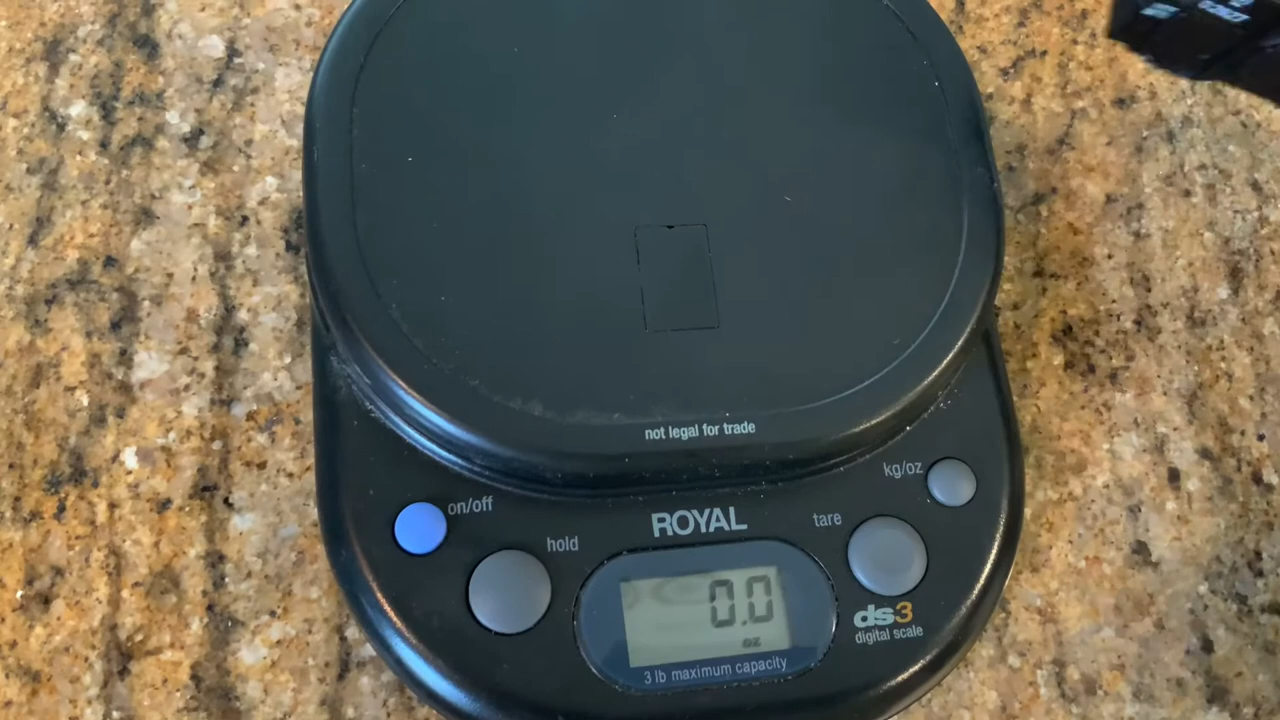 not legal for trade
kg/oz
on/off
ROYAL
tare
hold
0.0
oz
ds3
digital scale
3 lb maximum capacity